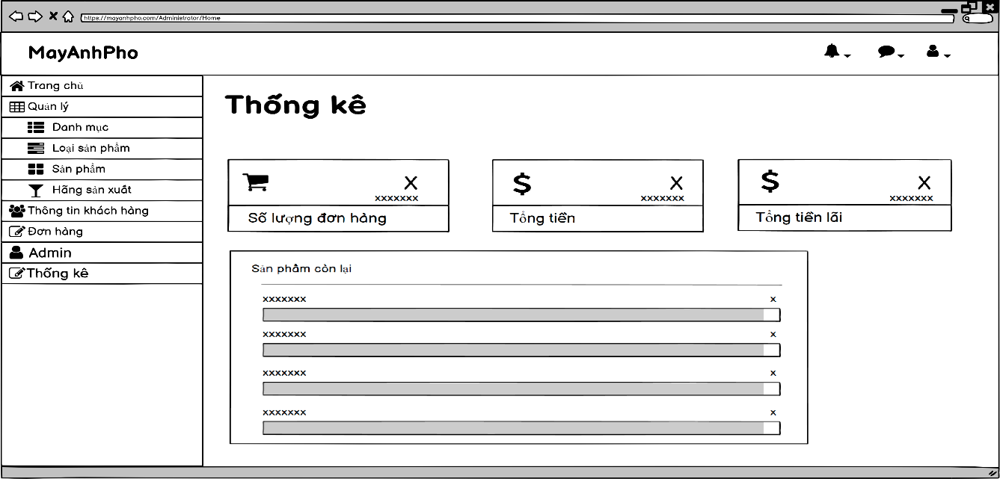 https://mayanhpho.com/Administrator/Home
MayAnhPho
Trang chủ
Quản lý
Danh mục
Loại sản phẩm
Sản phẩm
Hãng sản xuất
Thông tin khách hàng
Đơn hàng
Admin
Thống kê
Thống kê
X
xxxxxxx
Số lượng đơn hàng
$
X
xxxxxxx
Tổng tiền
$
X
xxxxxxx
Tổng tiền lãi
Sản phẩm còn lại
xxxxxxx x
xxxxxxx x
xxxxxxx x
xxxxxxx x